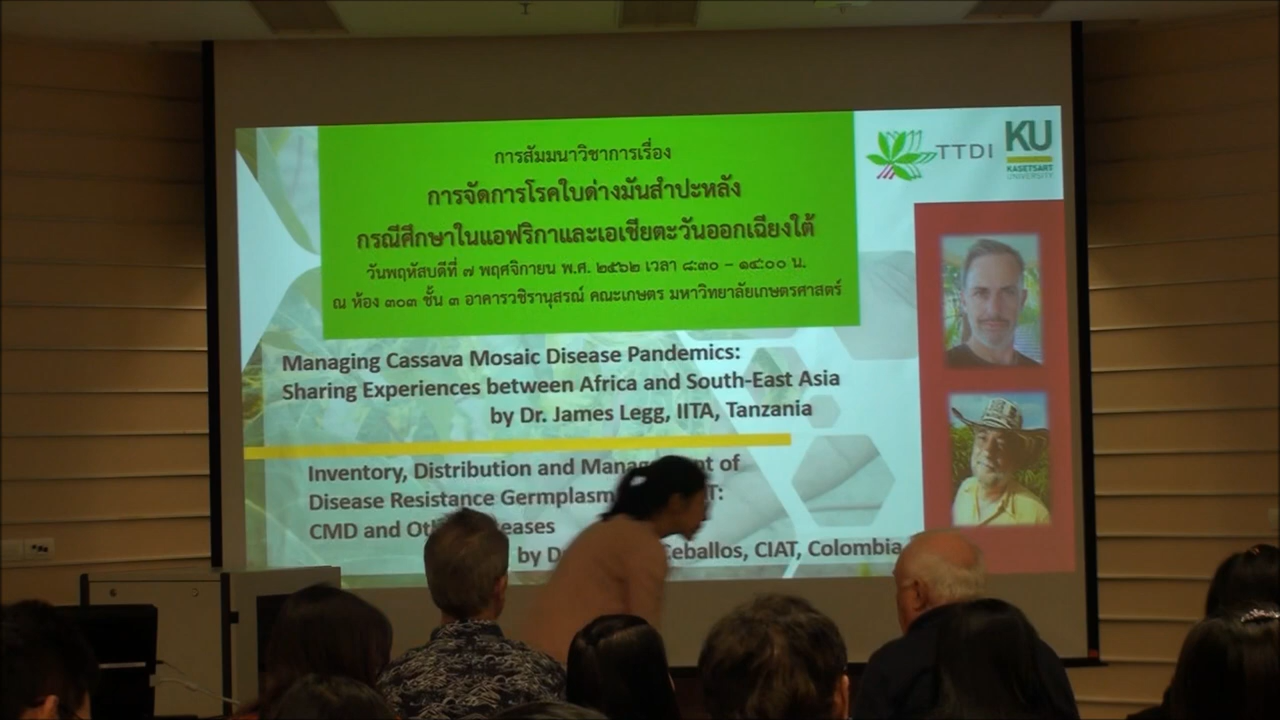 การสัมมนาวิชาการเรื่อง
การจัดการโรคใบด่างมันสำปะหลัง
กรณีศึกษาในแอฟริกาและเอเชียตะวันออกเฉียงใต้
วันพฤหัสบดีที่ ๗ พฤศจิกายน พ.ศ. ๒๕๖๒ เวลา ๘:๓๐ – ๑๔:๐๐ น.
ณ ห้อง ๓๐๓ ชั้น ๓ อาคารวชิรานุสรณ์ คณะเกษตร มหาวิทยาลัยเกษตรศาสตร์
TTDI
KU
KASETSART
UNIVERSITY
Managing Cassava Mosaic Disease Pandemics:
Sharing Experiences between Africa and South-East Asia
by Dr. James Legg, IITA, Tanzania
Inventory, Distribution and of
Disease Resistance Germplasm
CMD and
by Ceballos, CIAT, Colombia